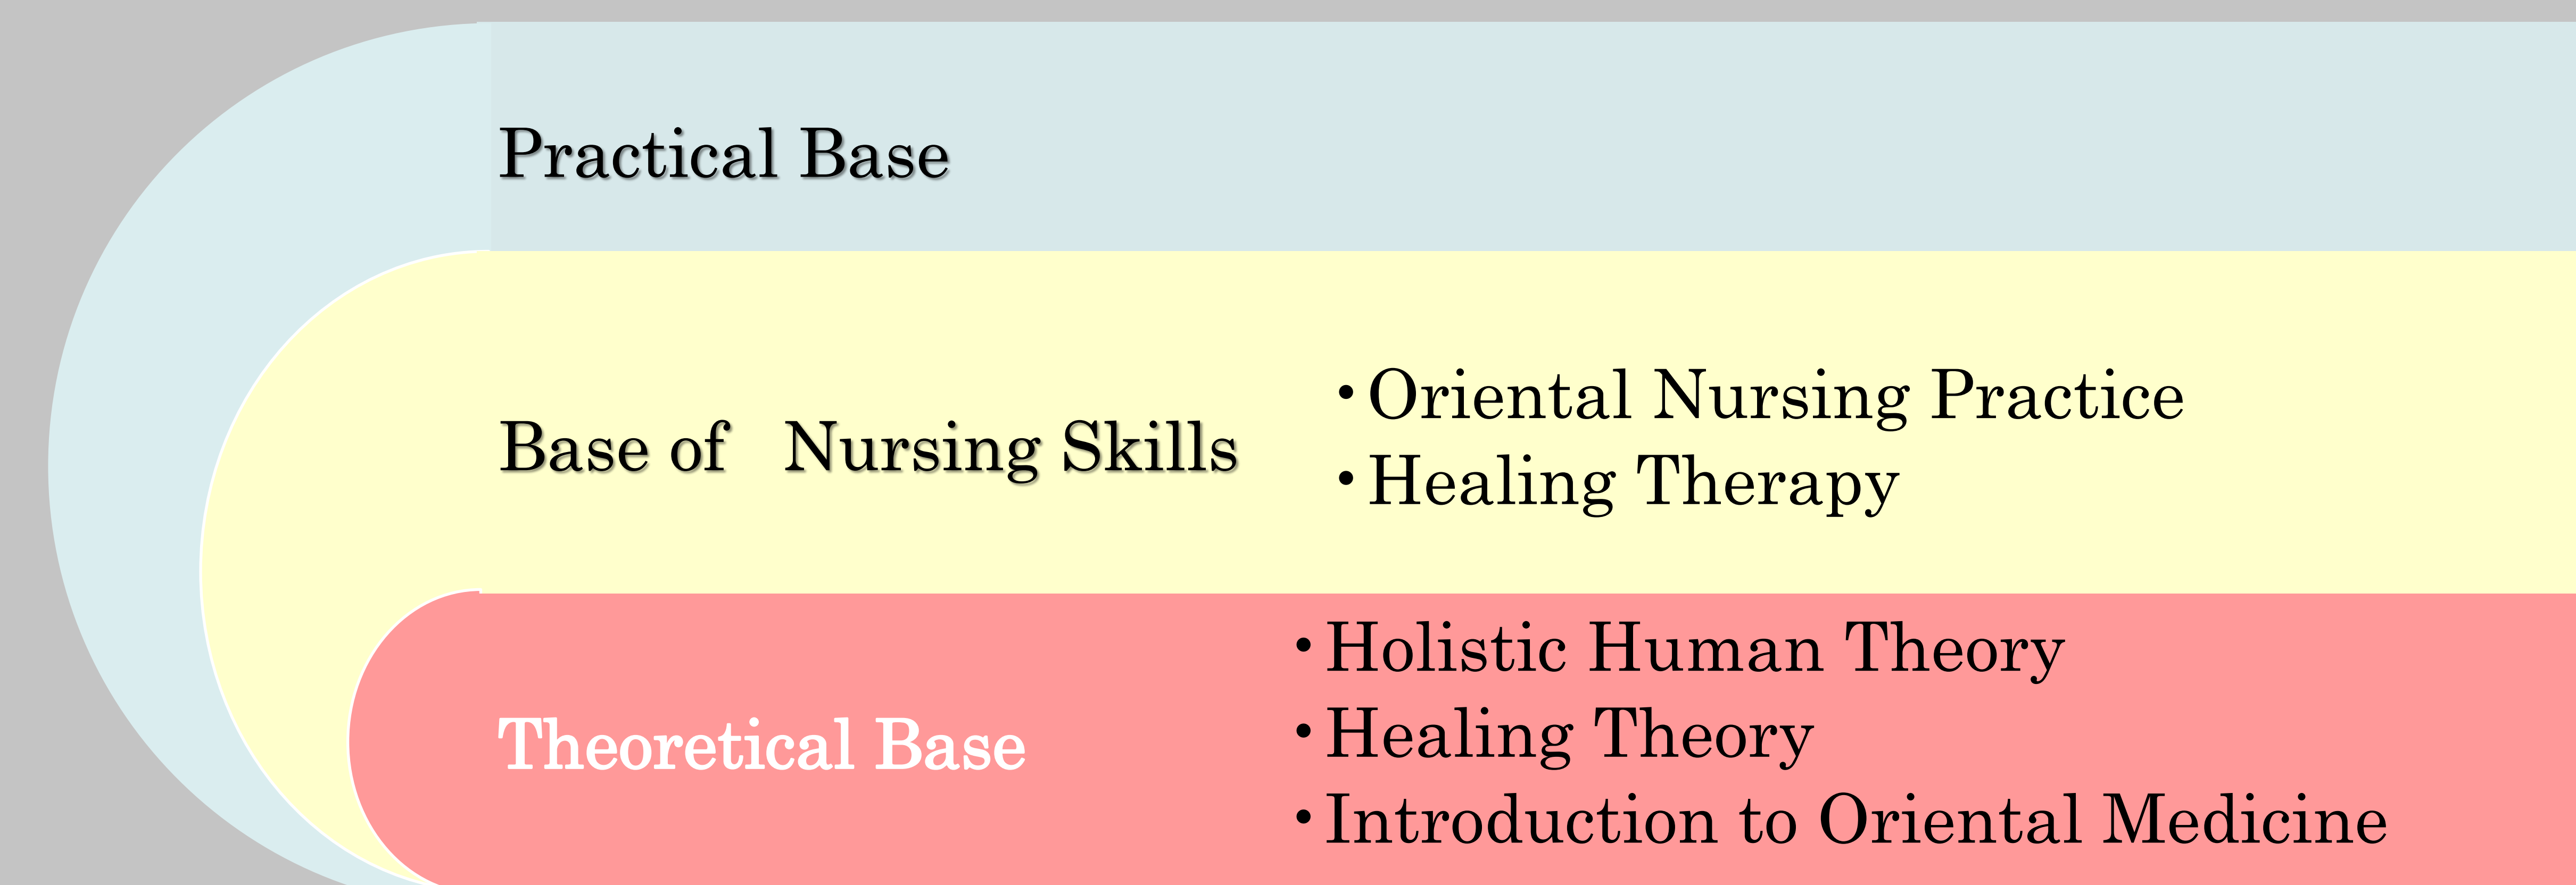 Practical Base
Base of   Nursing Skills
• Oriental Nursing Practice
• Healing Therapy
Theoretical Base
• Holistic Human Theory
• Healing Theory
• Introduction to Oriental Medicine